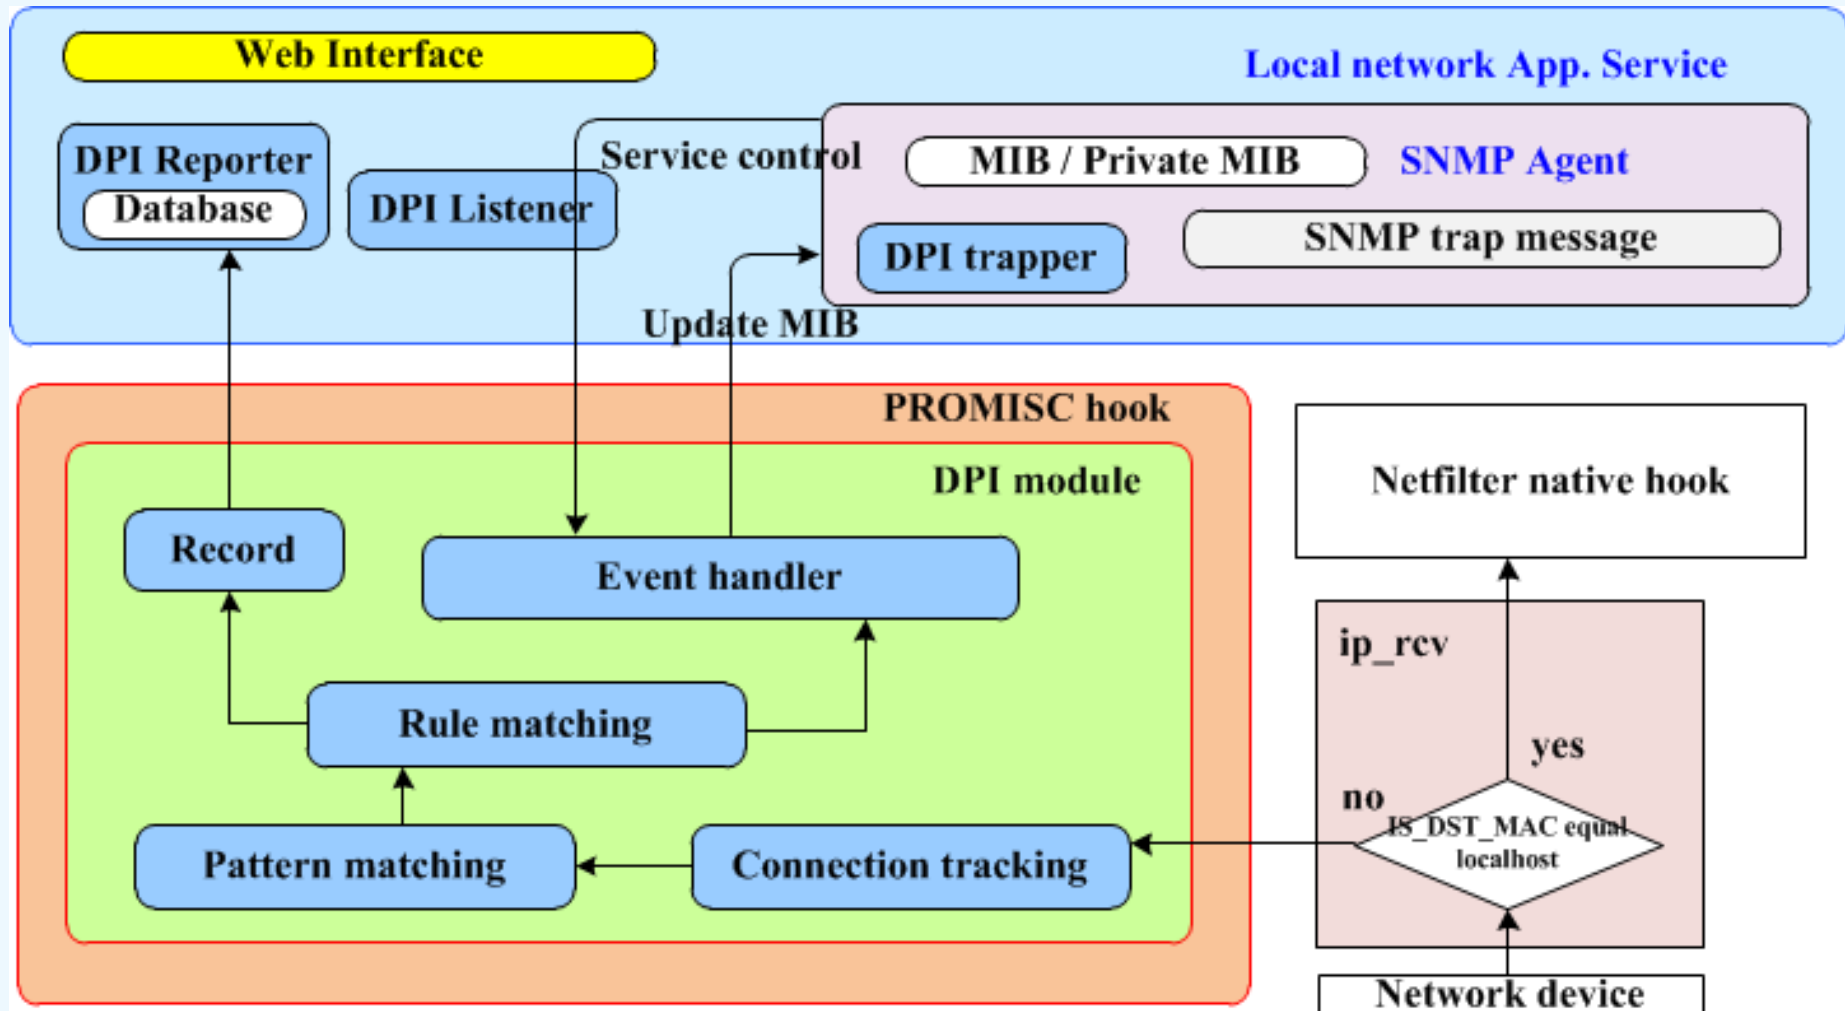 Web Interface
Local network App. Service
DPI Reporter
Database
DPI Listener
Service control
MIB / Private MIB
SNMP Agent
DPI trapper
SNMP trap message
Update MIB
PROMISC hook
DPI module
Record
Event handler
Rule matching
Pattern matching
Connection tracking
Netfilter native hook
ip_rcv
yes
no
IS_DST_MAC equal
localhost
Network device